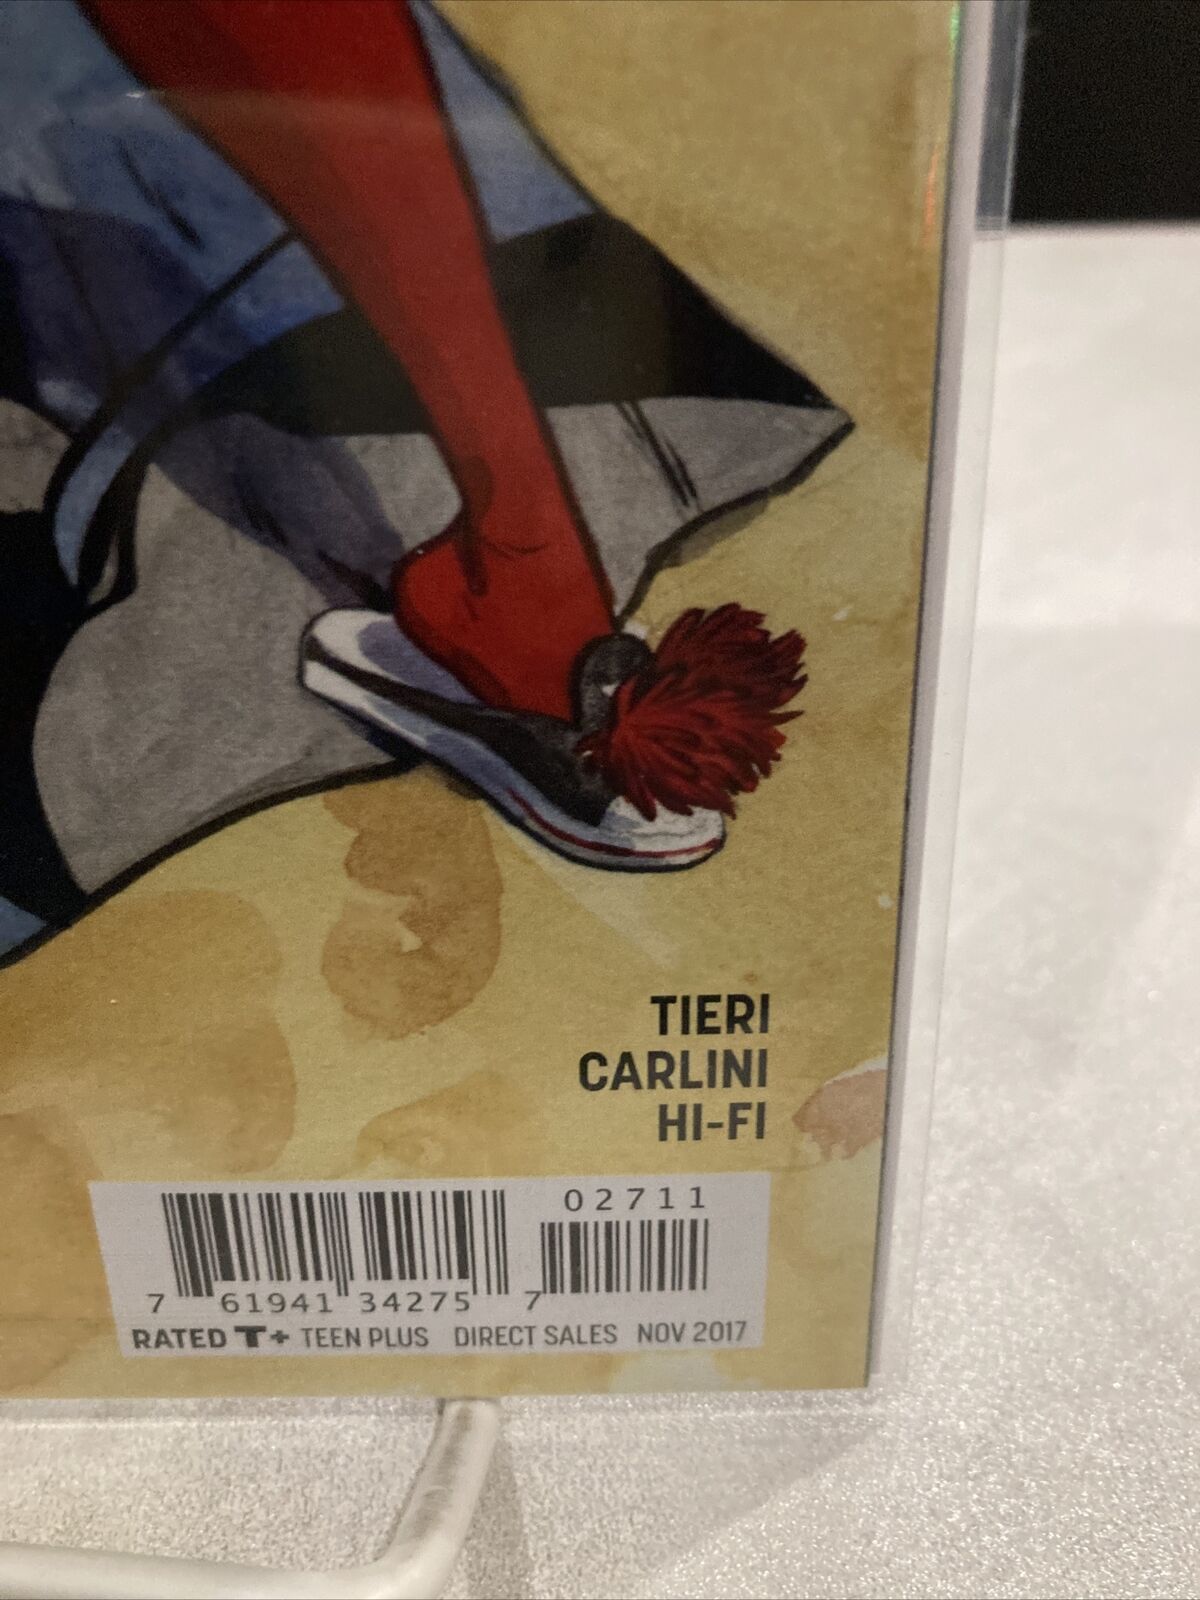 TIERI
CARLINI
HI-FI
02711
7 61941 34275 7
RATED T+ TEEN PLUS DIRECT SALES NOV 2017